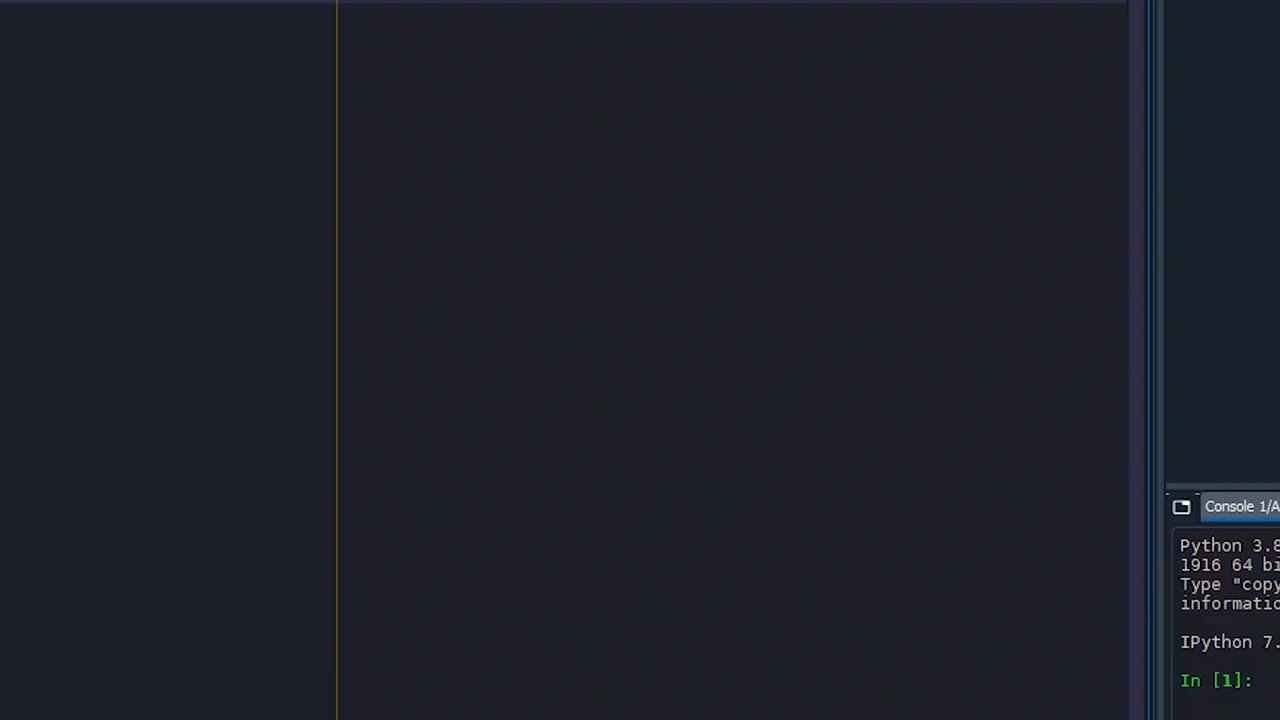 Console 1/A
Python 3.8
1916 64 bi
Type "copy
informatio
IPython 7.
In [1]: